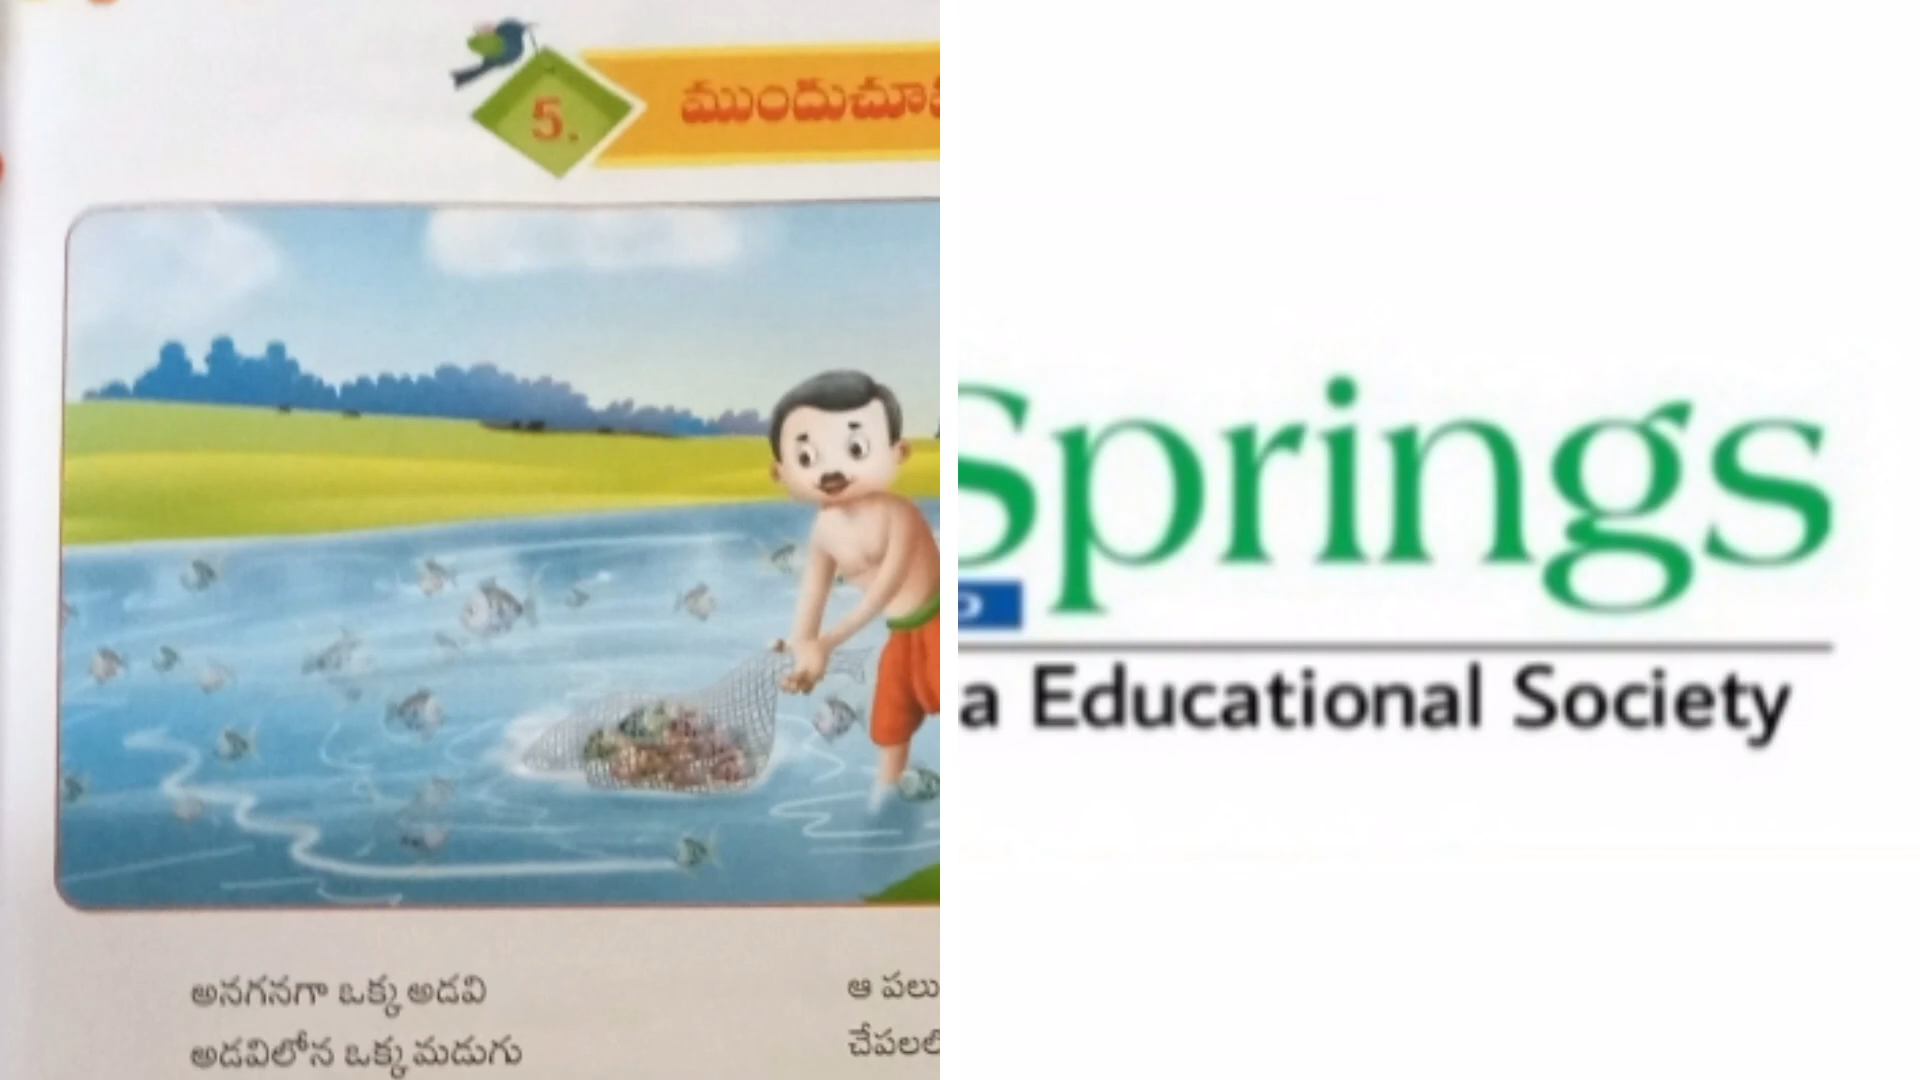 5.
ముందుచూ
అనగనగా ఒక్క అడవి
అడవిలోన ఒక్క మడుగు
ఆ పలు
చేపలలో
Springs
a Educational Society